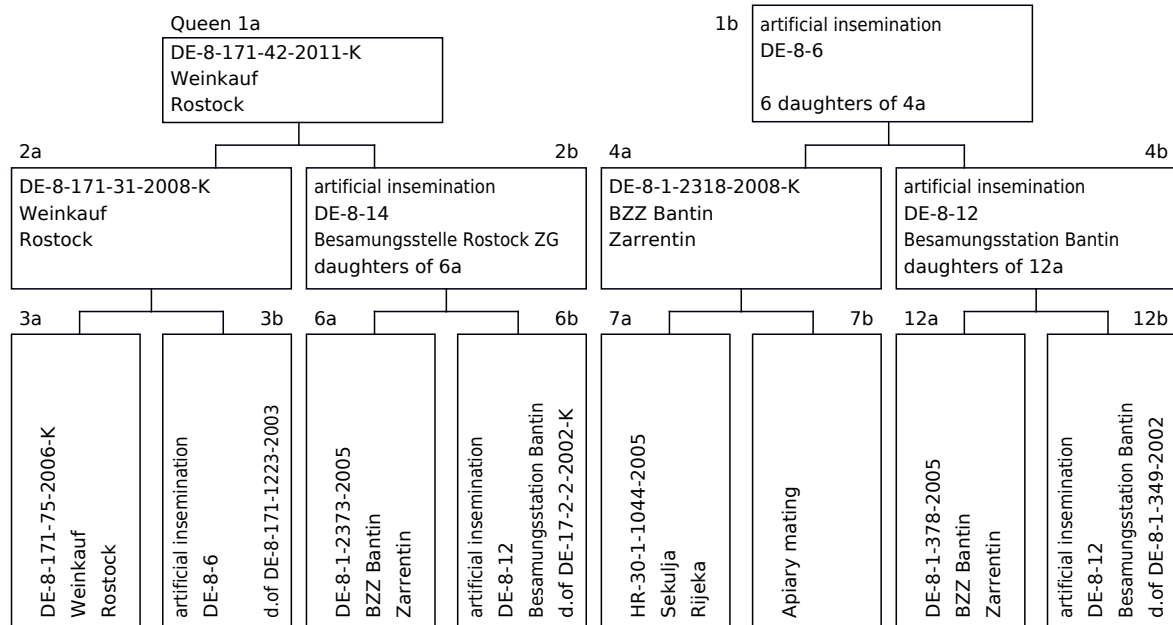 Queen 1a
DE-8-171-42-2011-K
Weinkauf
Rostock
1b
artificial insemination
DE-8-6
6 daughters of 4a
2a
DE-8-171-31-2008-K
Weinkauf
Rostock
2b
artificial insemination
DE-8-14
Besamungsstelle Rostock ZG
daughters of 6a
4a
DE-8-1-2318-2008-K
BZZ Bantin
Zarrentin
4b
artificial insemination
DE-8-12
Besamungsstation Bantin
daughters of 12a
3a
DE-8-171-75-2006-K
Weinkauf
Rostock
3b
artificial insemination
DE-8-6
d.of DE-8-171-1223-2003
6a
DE-8-1-2373-2005
BZZ Bantin
Zarrentin
6b
artificial insemination
DE-8-12
Besamungsstation Bantin
d.of DE-17-2-2-2002-K
7a
HR-30-1-1044-2005
Sekulja
Rijeka
7b
Apiary mating
12a
DE-8-1-378-2005
BZZ Bantin
Zarrentin
12b
artificial insemination
DE-8-12
Besamungsstation Bantin
d.of DE-8-1-349-2002